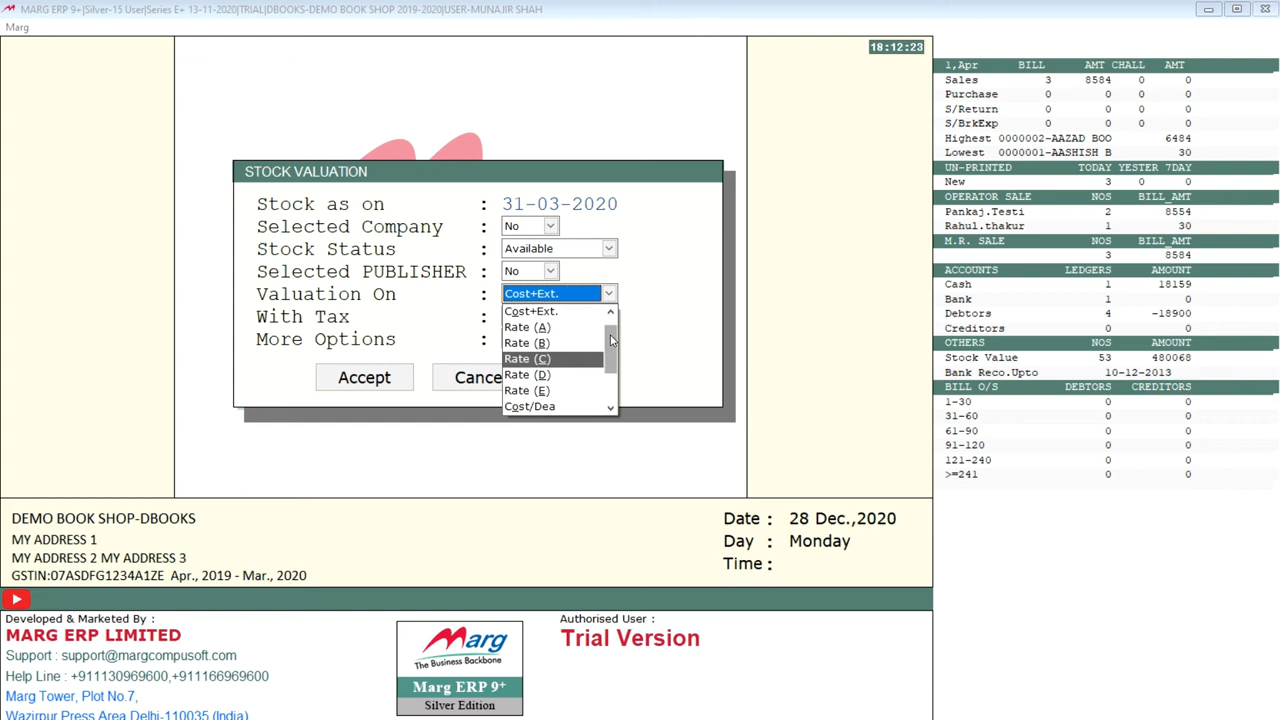 MARG ERP 9+|Silver-15 User|Series E+ 13-11-2020|TRIAL|DBOOKS-DEMO BOOK SHOP 2019-2020|USER-MUNAJIR SHAH
Marg
18:12:23
STOCK VALUATION
Stock as on : 31-03-2020
Selected Company : No
Stock Status : Available
Selected PUBLISHER : No
Valuation On : Cost+Ext.
With Tax :
More Options :
Cost+Ext.
Rate (A)
Rate (B)
Rate (C)
Rate (D)
Rate (E)
Cost/Dea
Accept
Cance
1,Apr BILL AMT CHALL AMT
Sales 3 8584 0 0
Purchase 0 0 0 0
S/Return 0 0 0 0
S/BrkExp 0 0 0 0
Highest 0000002-AAZAD BOO 6484
Lowest 0000001-AASHISH B 30
UN-PRINTED TODAY YESTER 7DAY
New 3 0 0
OPERATOR SALE NOS BILL_AMT
Pankaj.Testi 2 8554
Rahul.thakur 1 30
M.R. SALE NOS BILL_AMT
3 8584
ACCOUNTS LEDGERS AMOUNT
Cash 1 18159
Bank 1 0
Debtors 4 -18900
Creditors 0 0
OTHERS NOS AMOUNT
Stock Value 53 480068
Bank Reco.Upto 10-12-2013
BILL O/S DEBTORS CREDITORS
1-30 0 0
31-60 0 0
61-90 0 0
91-120 0 0
121-240 0 0
>=241 0 0
DEMO BOOK SHOP-DBOOKS
MY ADDRESS 1
MY ADDRESS 2 MY ADDRESS 3
GSTIN:07ASDFG1234A1ZE Apr., 2019 - Mar., 2020
Date : 28 Dec.,2020
Day : Monday
Time :
Developed & Marketed By :
MARG ERP LIMITED
Support : support@margcompusoft.com
Help Line : +911130969600,+911166969600
Marg Tower, Plot No.7,
Wazirpur Press Area Delhi-110035 (India)
Marg
The Business Backbone
Marg ERP 9+
Silver Edition
Authorised User :
Trial Version